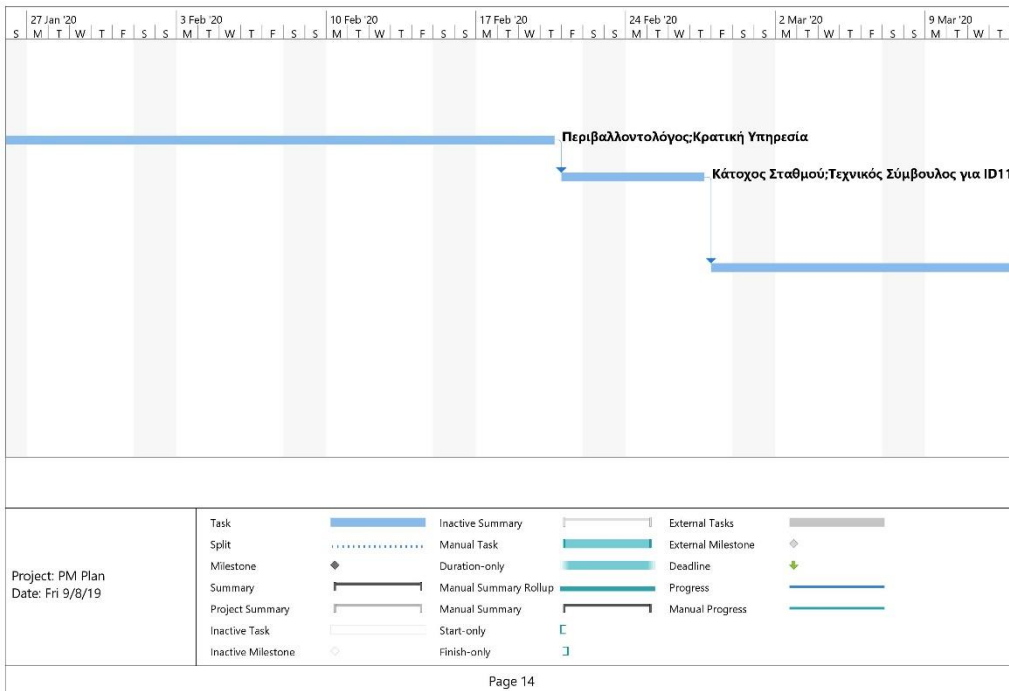 27 Jan '20 3 Feb '20 10 Feb '20 17 Feb '20 24 Feb '20 2 Mar '20 9 Mar '20
S M T W T F S S M T W T F S S M T W T F S S M T W T F S S M T W T F S S M T W T F S S M T W T
Περιβαλλοντολόγος;Κρατική Υπηρεσία
Κάτοχος Σταθμού;Τεχνικός Σύμβουλος για ID11
Project: PM Plan
Date: Fri 9/8/19
Task
Split
Milestone
Summary
Project Summary
Inactive Task
Inactive Milestone
Inactive Summary
Manual Task
Duration-only
Manual Summary Rollup
Manual Summary
Start-only
Finish-only
External Tasks
External Milestone
Deadline
Progress
Manual Progress
Page 14